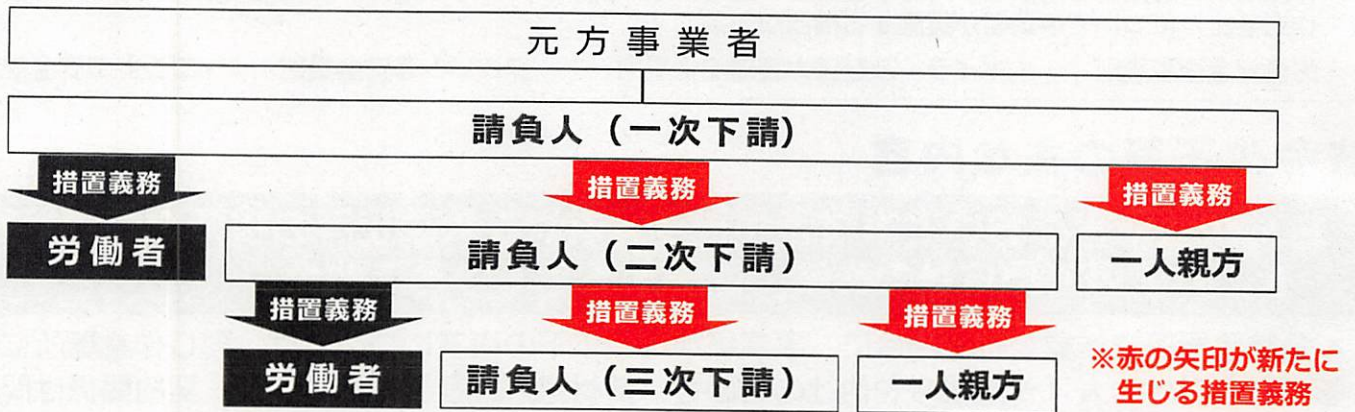 元方事業者
請負人（一次下請）
措置義務
措置義務
措置義務
労働者
請負人（二次下請）
一人親方
措置義務
措置義務
措置義務
労働者
請負人（三次下請）
一人親方
※赤の矢印が新たに
生じる措置義務